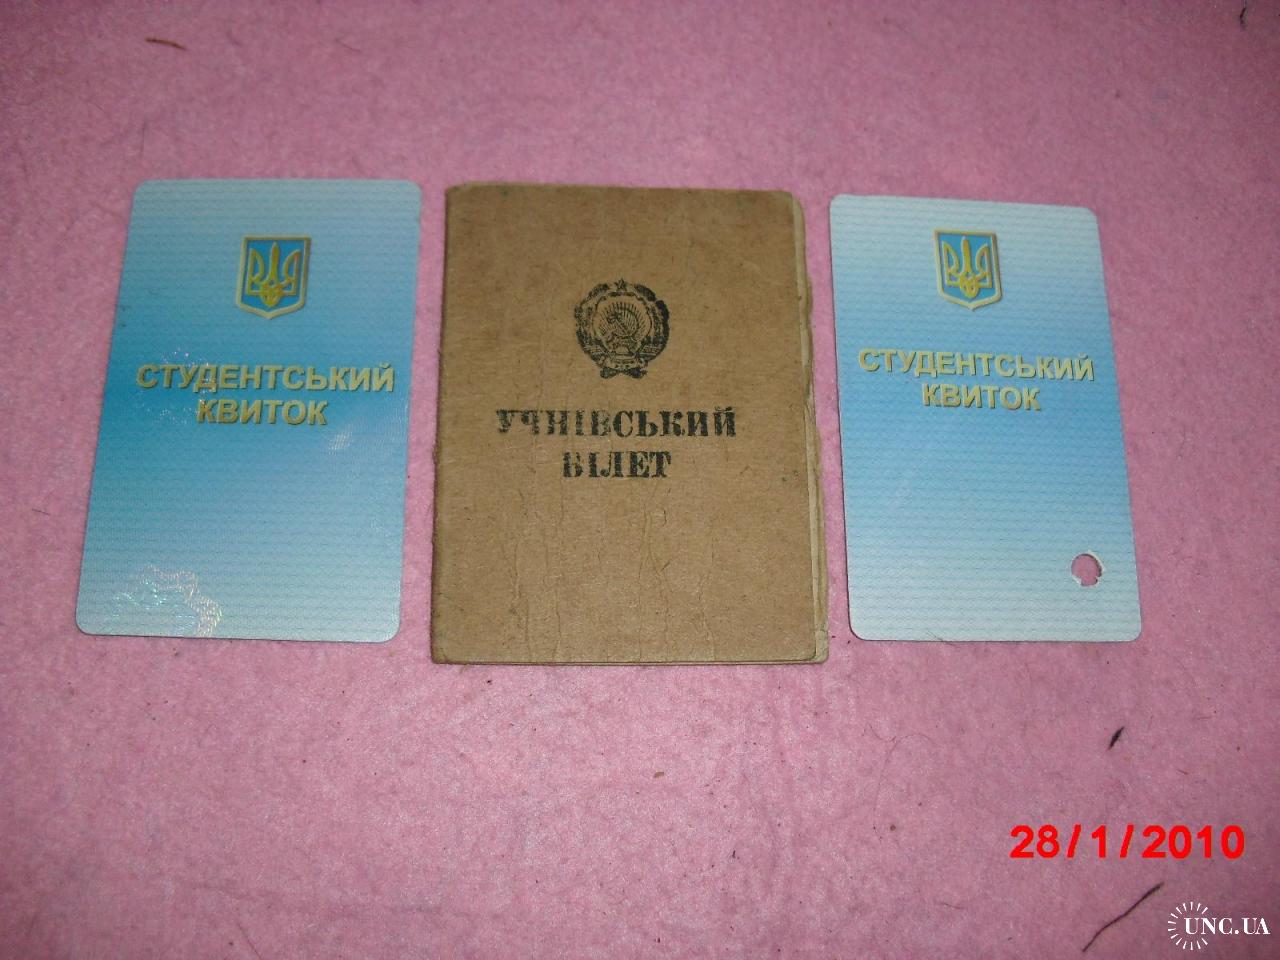 СТУДЕНТСЬКИЙ
КВИТОК
УЧНІВСЬКИЙ
БІЛЕТ
СТУДЕНТСЬКИЙ
КВИТОК
28/1/2010
UNC.UA